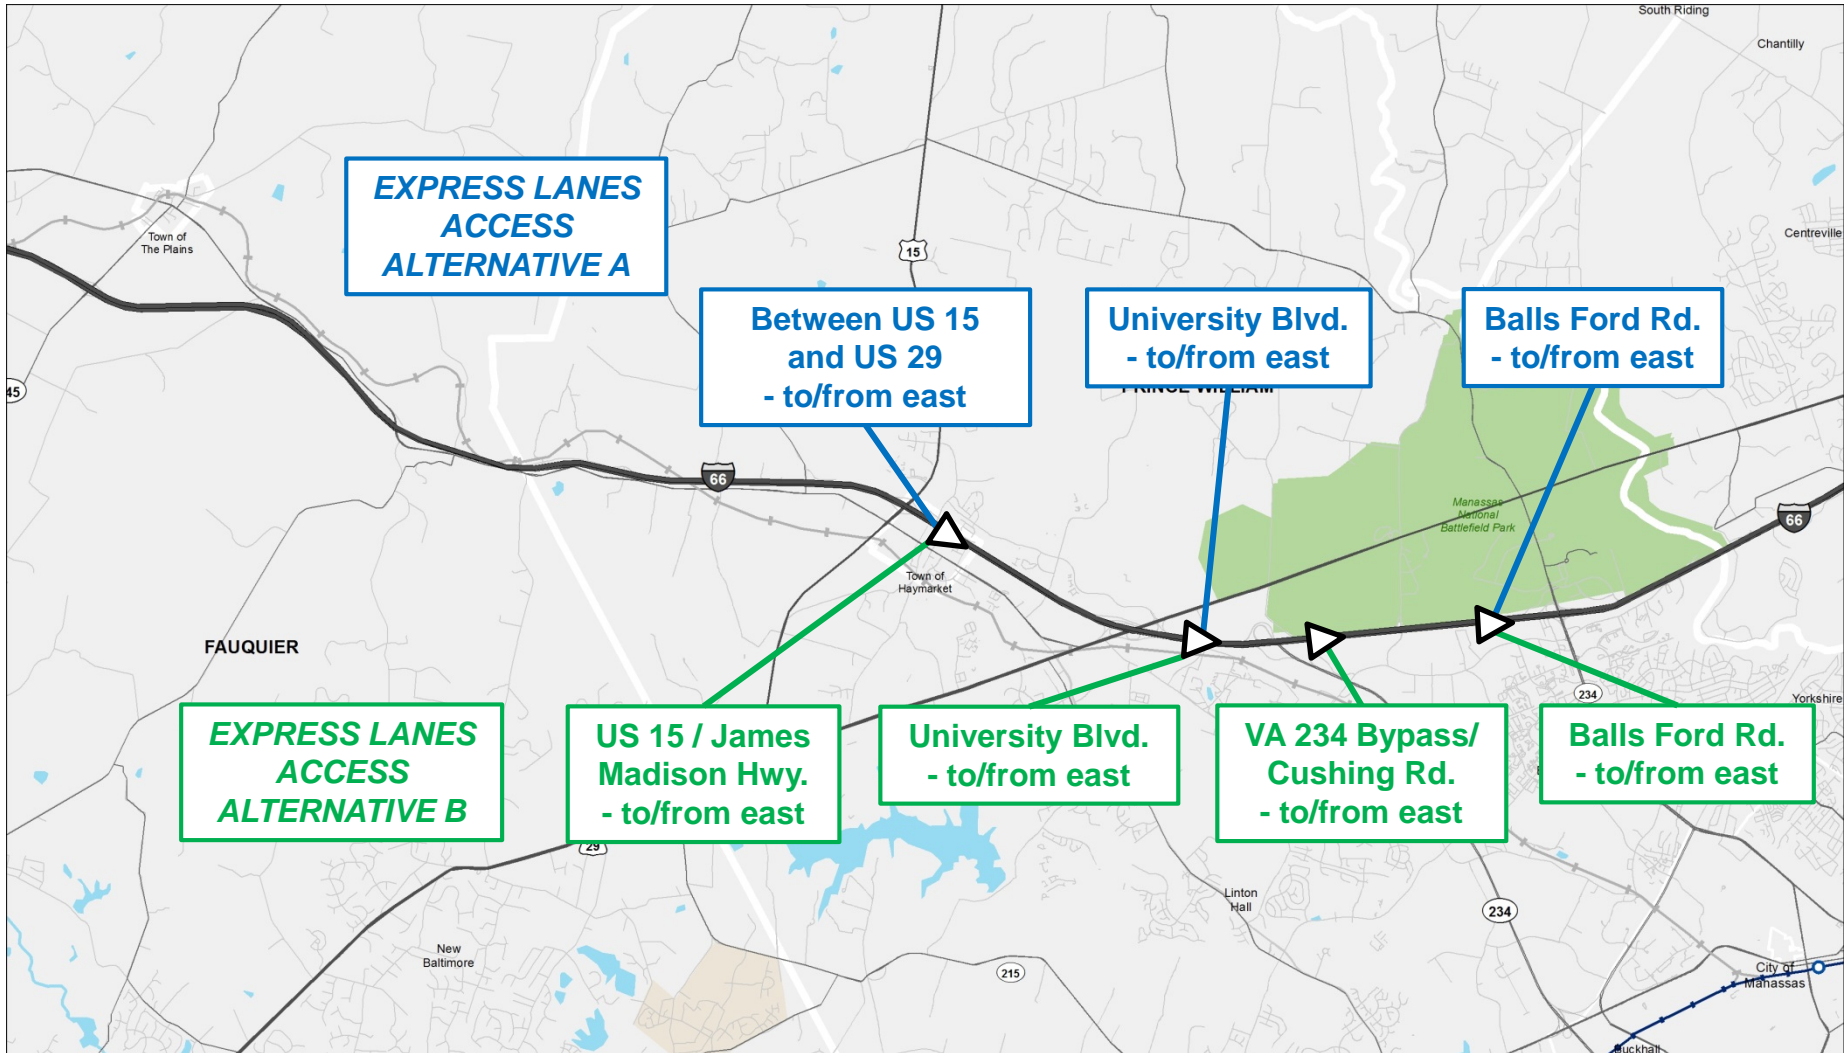 South Riding
Chantilly
EXPRESS LANES
ACCESS
ALTERNATIVE A
Town of
The Plains
15
Centreville
Between US 15
and US 29
- to/from east
University Blvd.
- to/from east
Balls Ford Rd.
- to/from east
PRINCE WILLIAM
45
66
Manassas
National
Battlefield Park
66
Town of
Haymarket
FAUQUIER
234
Yorkshire
EXPRESS LANES
ACCESS
ALTERNATIVE B
US 15 / James
Madison Hwy.
- to/from east
University Blvd.
- to/from east
VA 234 Bypass/
Cushing Rd.
- to/from east
Balls Ford Rd.
- to/from east
29
Linton
Hall
234
New
Baltimore
215
City of
Manassas
Buckhall